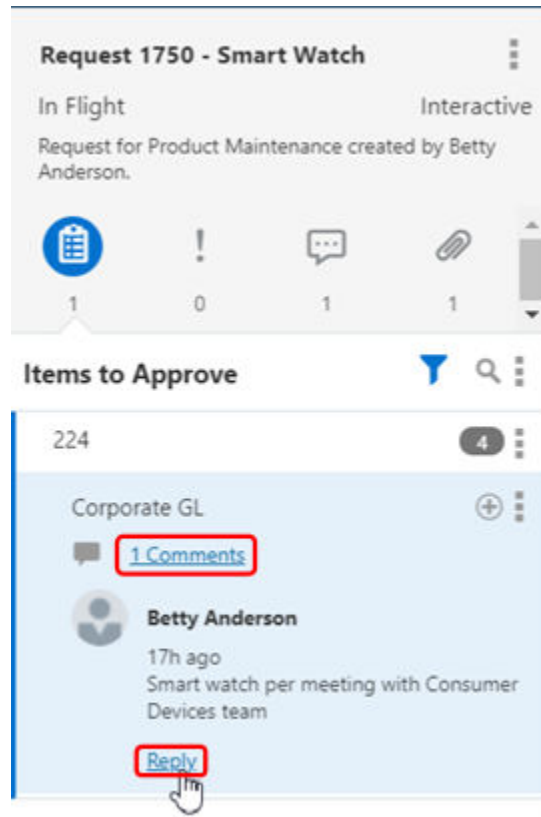 Request 1750 - Smart Watch
In Flight Interactive
Request for Product Maintenance created by Betty
Anderson.
1 0 1 1
Items to Approve
224 4
Corporate GL
1 Comments
Betty Anderson
17h ago
Smart watch per meeting with Consumer
Devices team
Reply